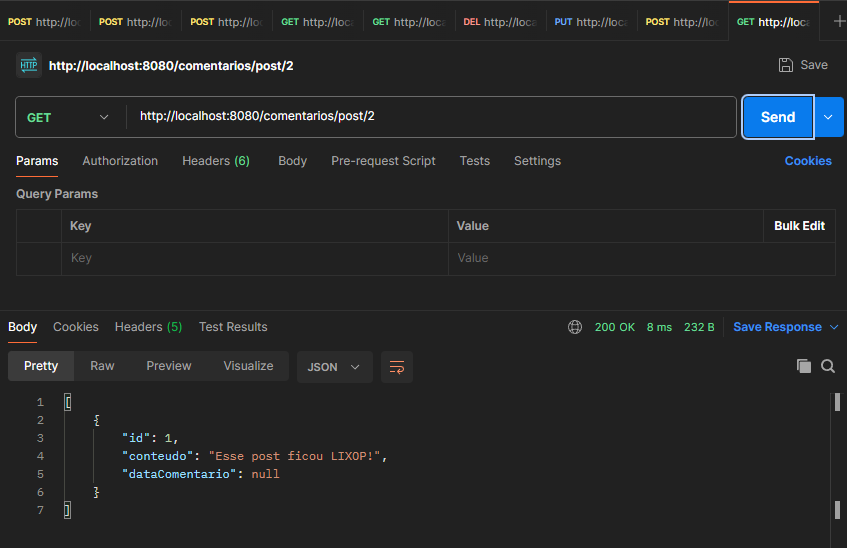 POST http://loc POST http://loc POST http://loc GET http://loca GET http://loca DEL http://loca PUT http://loca POST http://loc GET http://loca
HTTP http://localhost:8080/comentarios/post/2 Save
GET http://localhost:8080/comentarios/post/2 Send
Params Authorization Headers (6) Body Pre-request Script Tests Settings Cookies
Query Params
Key Value Bulk Edit
Key Value
Body Cookies Headers (5) Test Results 200 OK 8 ms 232 B Save Response
Pretty Raw Preview Visualize JSON
1 [
2 {
3 "id": 1,
4 "conteudo": "Esse post ficou LIXOP!",
5 "dataComentario": null
6 }
7 ]